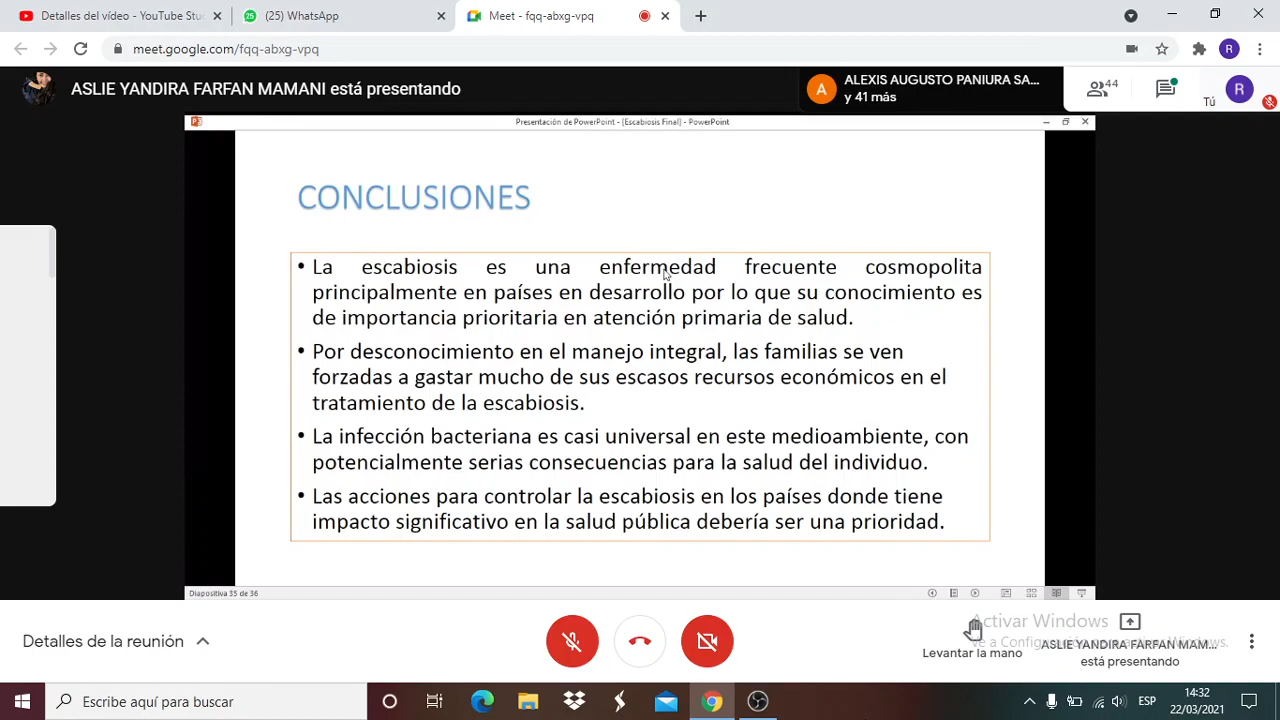 Detalles del vídeo - YouTube Stu
(25) WhatsApp
Meet - fqq-abxg-vpq
meet.google.com/fqq-abxg-vpq
R
ASLIE YANDIRA FARFAN MAMANI está presentando
A
ALEXIS AUGUSTO PANIURA SA...
y 41 más
44
Tú
R
Presentación de PowerPoint - (Escabiosis Final) - PowerPoint
CONCLUSIONES
• La escabiosis es una enfermedad frecuente cosmopolita
principalmente en países en desarrollo por lo que su conocimiento es
de importancia prioritaria en atención primaria de salud.
• Por desconocimiento en el manejo integral, las familias se ven
forzadas a gastar mucho de sus escasos recursos económicos en el
tratamiento de la escabiosis.
• La infección bacteriana es casi universal en este medioambiente, con
potencialmente serias consecuencias para la salud del individuo.
• Las acciones para controlar la escabiosis en los países donde tiene
impacto significativo en la salud pública debería ser una prioridad.
Diapositiva 35 de 36
Detalles de la reunión
Activar Windows
Ve a Configuración para activar Windows.
Levantar la mano
ASLIE YANDIRA FARFAN MAM...
está presentando
Escribe aquí para buscar
ESP
14:32
22/03/2021